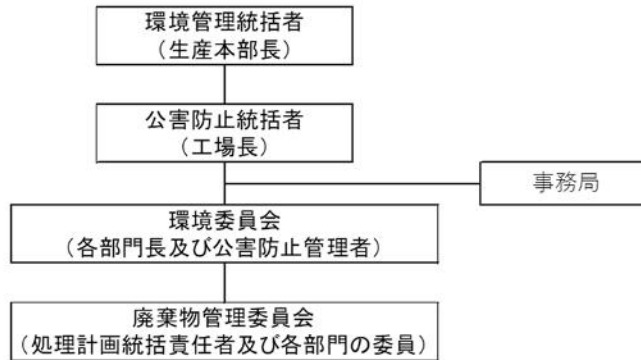 環境管理統括者
（生産本部長）
公害防止統括者
（工場長）
事務局
環境委員会
（各部門長及び公害防止管理者）
廃棄物管理委員会
（処理計画統括責任者及び各部門の委員）